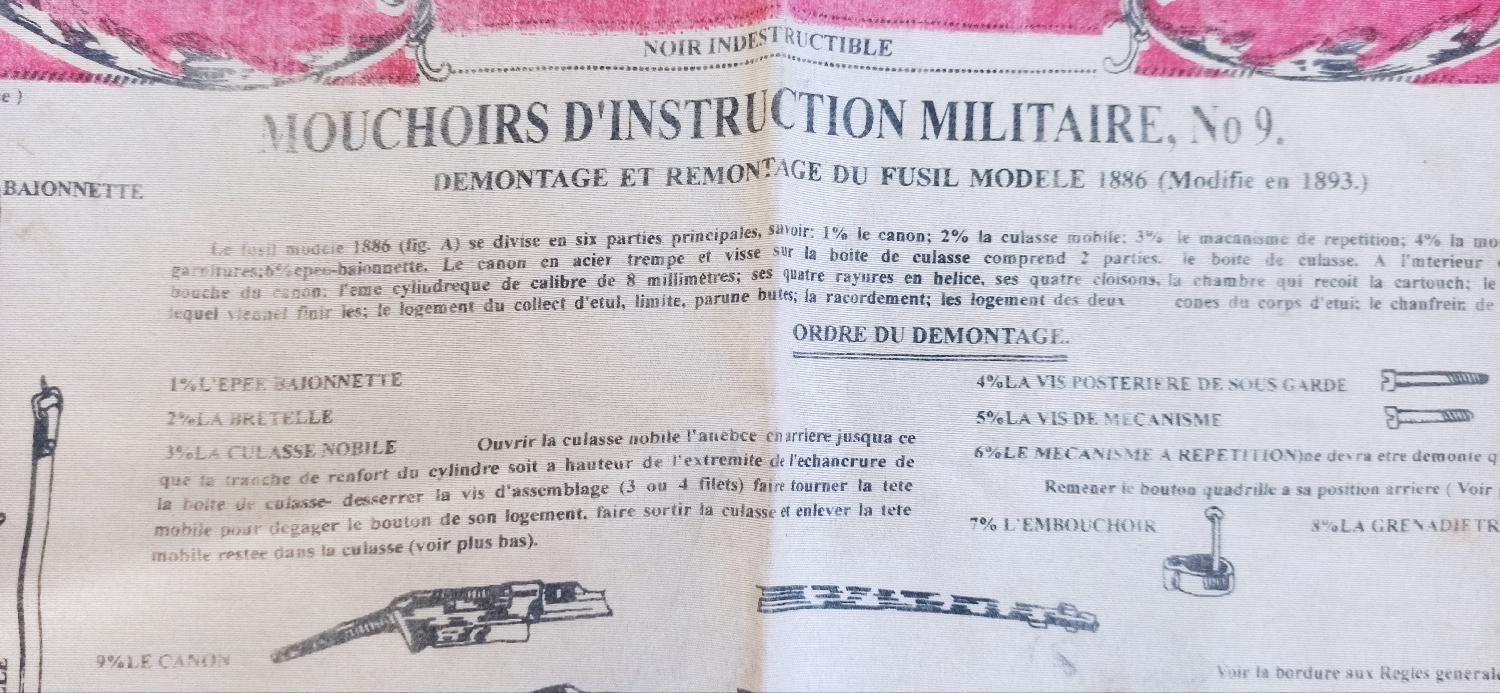 NOIR INDESTRUCTIBLE
e )
MOUCHOIRS D'INSTRUCTION MILITAIRE, No 9.
BAIONNETTE
DEMONTAGE ET REMONTAGE DU FUSIL MODELE 1886 (Modifie en 1893.)
Le fusil modele 1886 (fig. A) se divise en six parties principales, savoir: 1% le canon; 2% la culasse mobile; 3% le macanisme de repetition; 4% la mo
garnitures;6% epee-baionnette. Le canon en acier trempe et visse sur la boite de culasse comprend 2 parties. le boite de culasse. A l'mterieur
bouche du canon; l'eme cyliudreque de calibre de 8 millimetres; ses quatre rayures en helice, ses quatre cloisons, la chambre qui recoit la cartouch; le
lequel vienner finir les; le logement du collect d'etul, limite, parune butes; la racordement; les logement des deux cones du corps d'etui; le chanfrein de
ORDRE DU DEMONTAGE.
1%L'EPEE BAIONNETTE
2%LA BRETELLE
3%LA CULASSE NOBILE Ouvrir la culasse nobile l'auebce charriere jusqua ce
que la tranche de renfort du cylindre soit a hauteur de l'extremite de l'echancrure de
la boite de culasse- desserrer la vis d'assemblage (3 ou 4 filets) faire tourner la tete
mobile pour degager le bouton de son logement. faire sortir la culasse et enlever la tete
mobile restee dans la culasse (voir plus bas).
4%LA VIS POSTERIERE DE SOUS GARDE
5%LA VIS DE MECANISME
6%LE MECANISME A REPETITION)ne devra etre demonte q
Remener le bouton quadrille a sa position arriere ( Voir
7% L'EMBOUCHOIR
8%LA GRENADIETR
9%LE CANON
Voir la bordure aux Regles generale